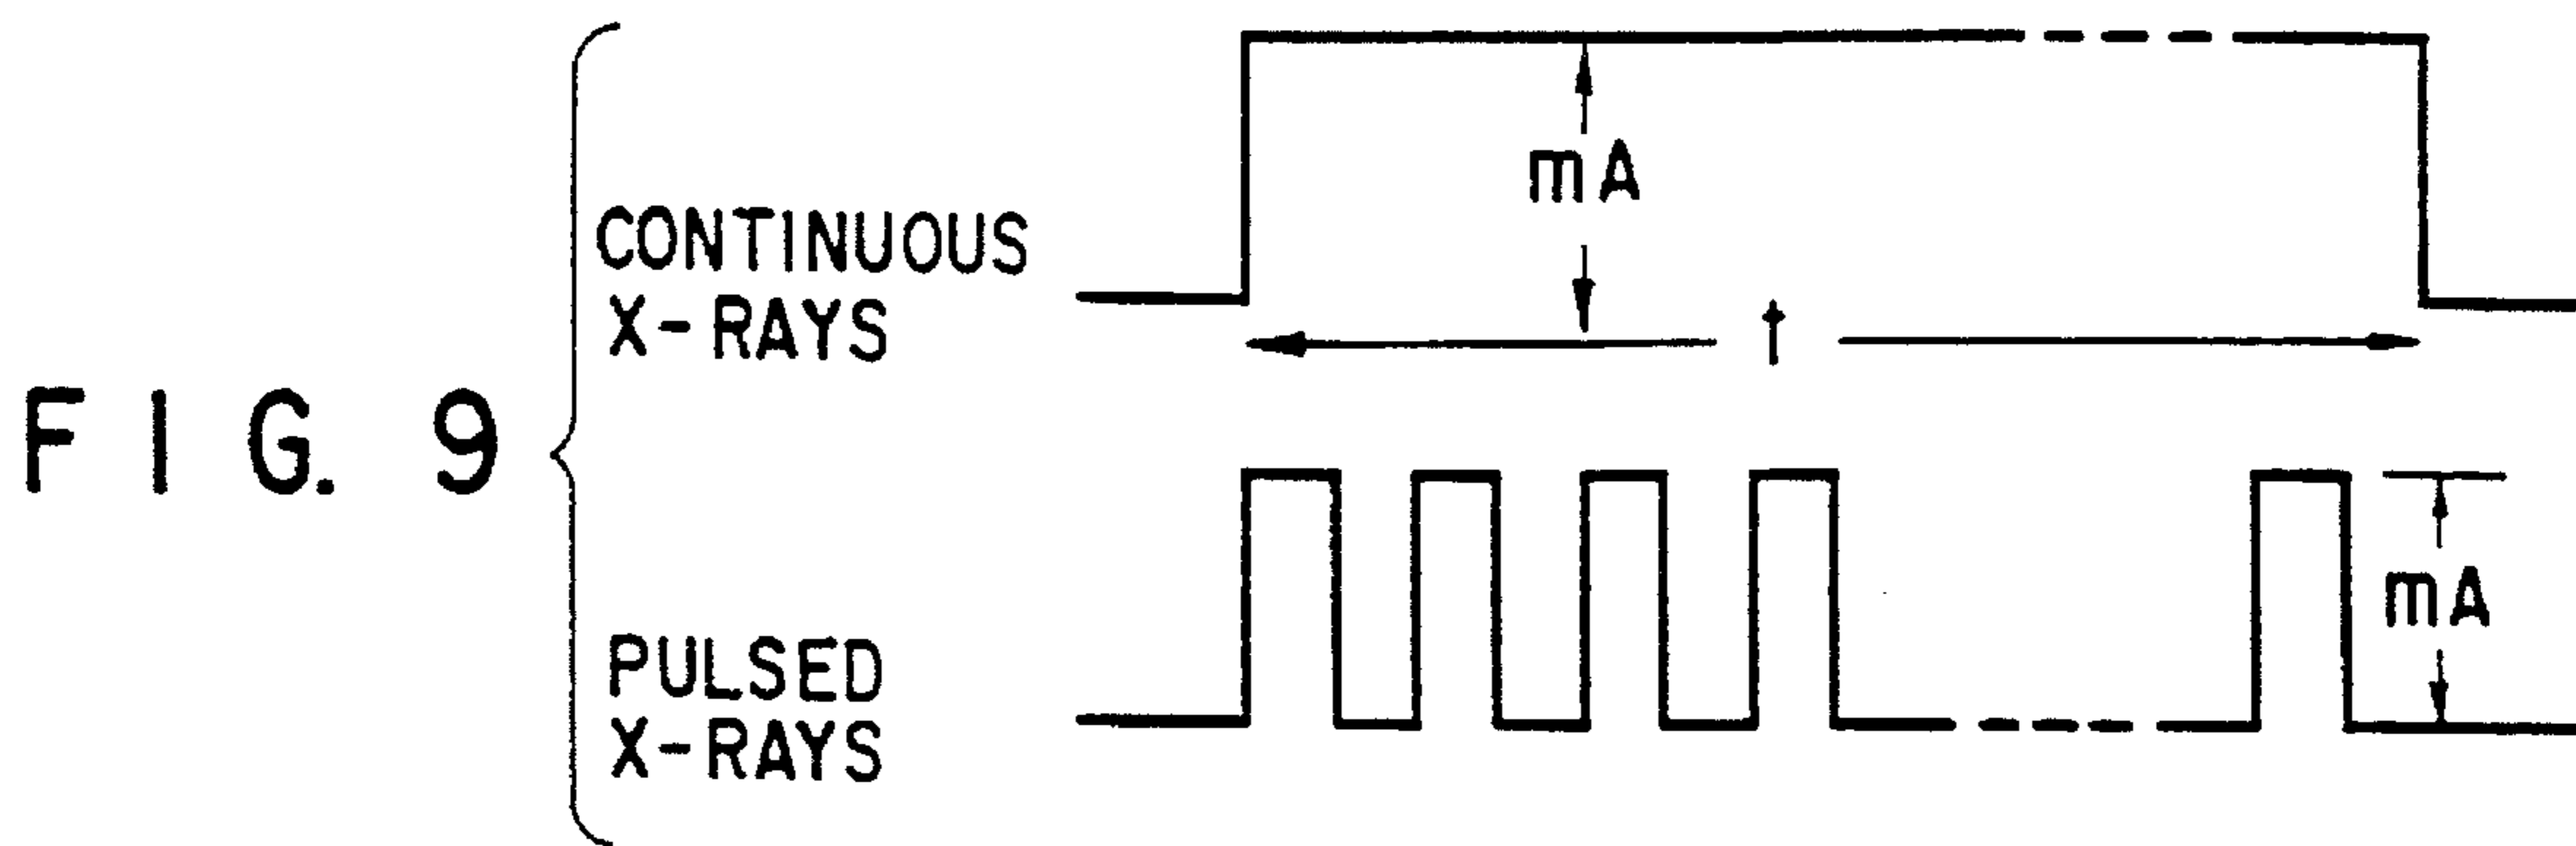 FIG. 9
CONTINUOUS
X-RAYS
mA
t
PULSED
X-RAYS
mA